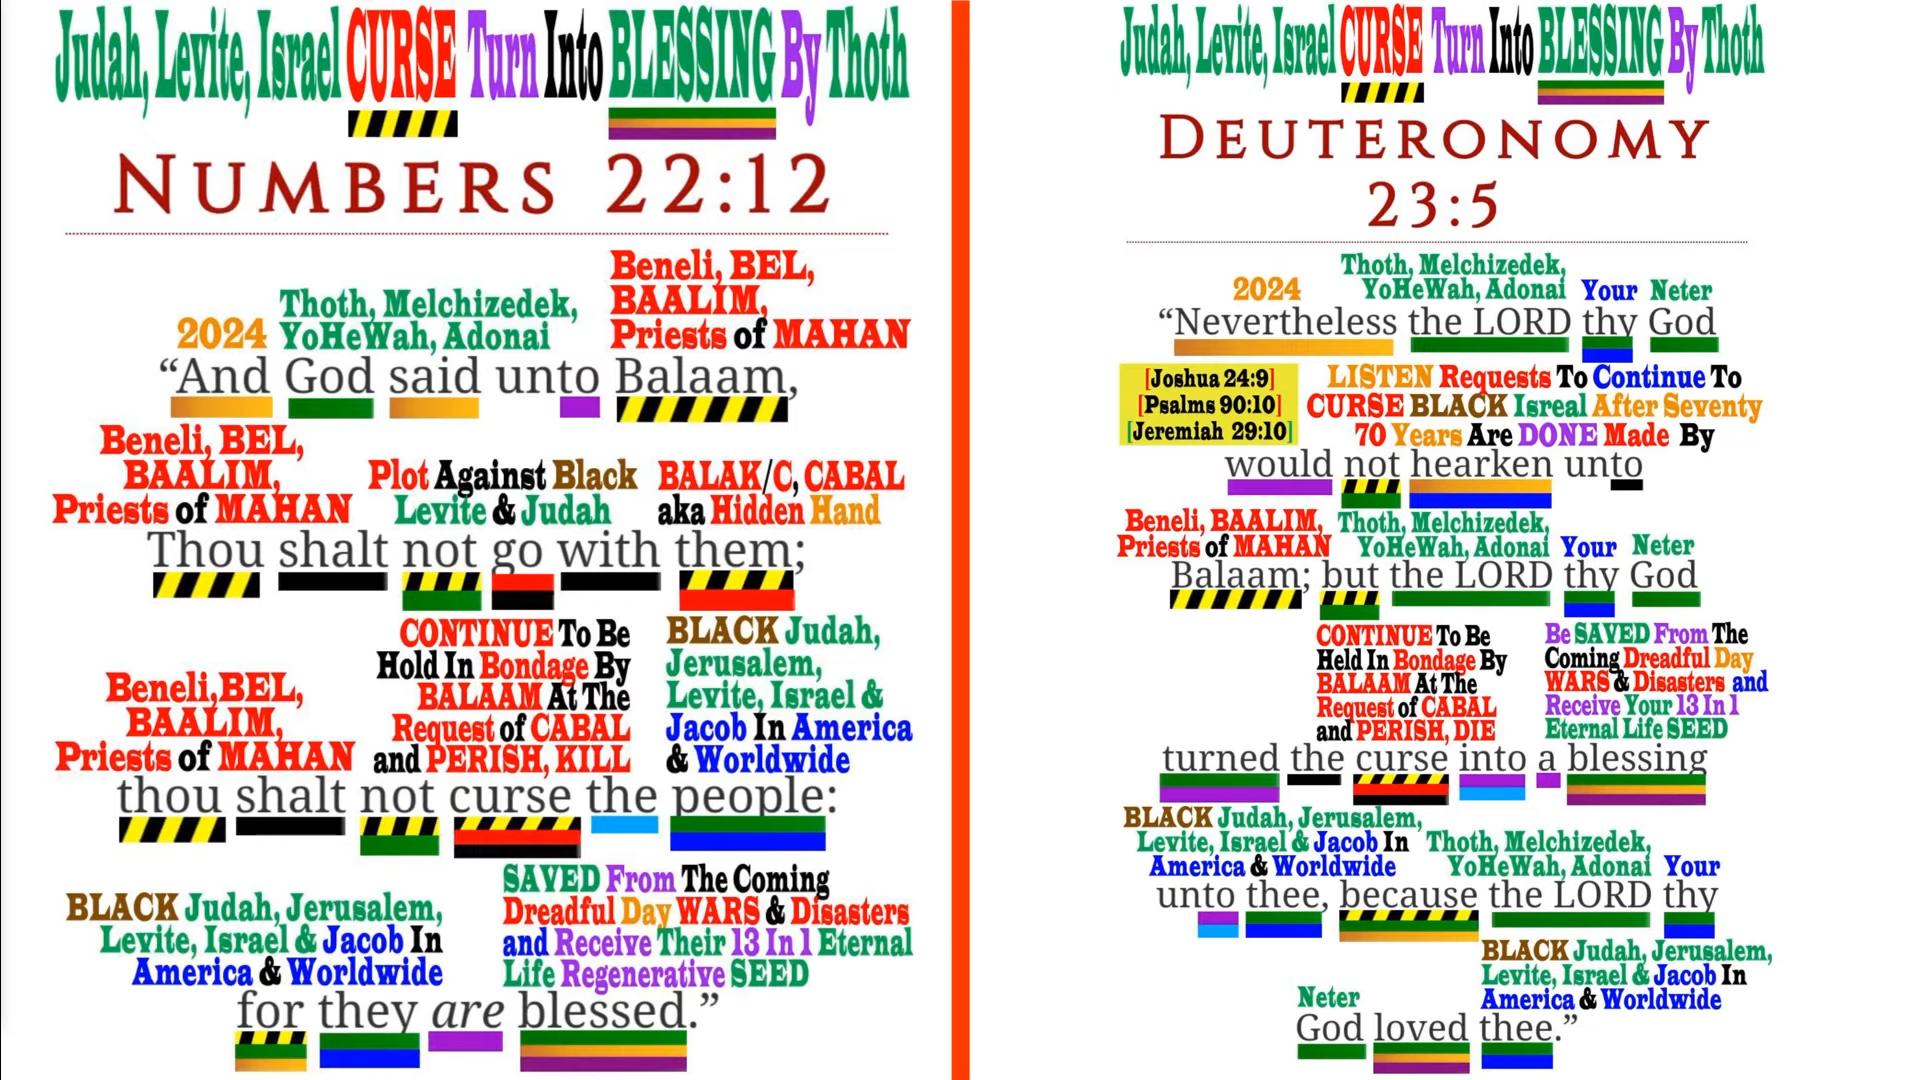 Judah, Levite, Israel CURSE Turn Into BLESSING By Thoth
NUMBERS 22:12
Beneli, BEL,
BAALIM,
Priests of MAHAN
Thoth, Melchizedek,
2024 YoHeWah, Adonai
“And God said unto Balaam,
Beneli, BEL,
BAALIM,
Priests of MAHAN
Plot Against Black
Levite & Judah
BALAK/C, CABAL
aka Hidden Hand
Thou shalt not go with them;
Beneli,BEL,
BAALIM,
Priests of MAHAN
CONTINUE To Be
Hold In Bondage By
BALAAM At The
Request of CABAL
and PERISH, KILL
BLACK Judah,
Jerusalem,
Levite, Israel &
Jacob In America
& Worldwide
thou shalt not curse the people:
BLACK Judah, Jerusalem,
Levite, Israel & Jacob In
America & Worldwide
SAVED From The Coming
Dreadful Day WARS & Disasters
and Receive Their 13 In 1 Eternal
Life Regenerative SEED
for they are blessed.”
Judah, Levite, Israel CURSE Turn Into BLESSING By Thoth
DEUTERONOMY
23:5
2024
Thoth, Melchizedek,
YoHeWah, Adonai
Your Neter
“Nevertheless the LORD thy God
[Joshua 24:9]
[Psalms 90:10]
[Jeremiah 29:10]
LISTEN Requests To Continue To
CURSE BLACK Isreal After Seventy
70 Years Are DONE Made By
would not hearken unto
Beneli, BAALIM,
Priests of MAHAN
Thoth, Melchizedek,
YoHeWah, Adonai
Your Neter
Balaam; but the LORD thy God
CONTINUE To Be
Held In Bondage By
BALAAM At The
Request of CABAL
and PERISH, DIE
Be SAVED From The
Coming Dreadful Day
WARS & Disasters and
Receive Your 13 In 1
Eternal Life SEED
turned the curse into a blessing
BLACK Judah, Jerusalem,
Levite, Israel & Jacob In
America & Worldwide
Thoth, Melchizedek,
YoHeWah, Adonai
Your
unto thee, because the LORD thy
Neter
BLACK Judah, Jerusalem,
Levite, Israel & Jacob In
America & Worldwide
God loved thee.”